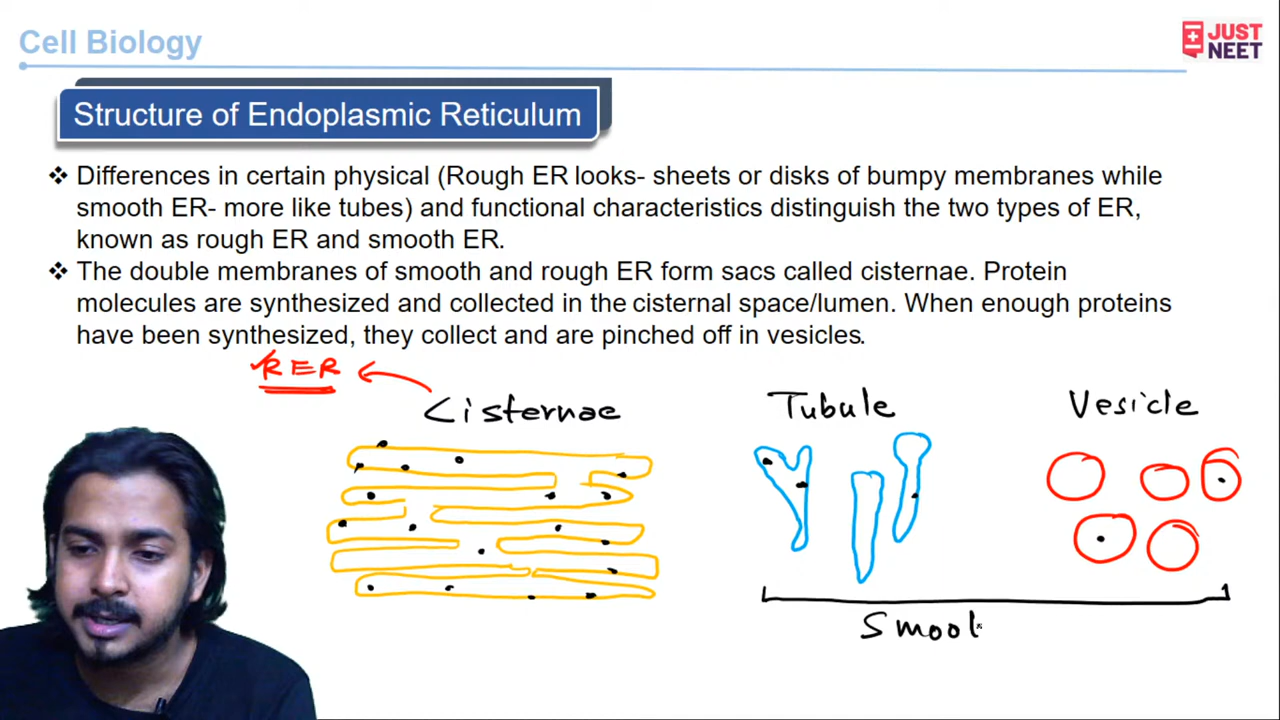 Cell Biology
JUST
NEET
Structure of Endoplasmic Reticulum
❖ Differences in certain physical (Rough ER looks- sheets or disks of bumpy membranes while
smooth ER- more like tubes) and functional characteristics distinguish the two types of ER,
known as rough ER and smooth ER.
❖ The double membranes of smooth and rough ER form sacs called cisternae. Protein
molecules are synthesized and collected in the cisternal space/lumen. When enough proteins
have been synthesized, they collect and are pinched off in vesicles.
RER
Cisternae
Tubule
Vesicle
Smoot